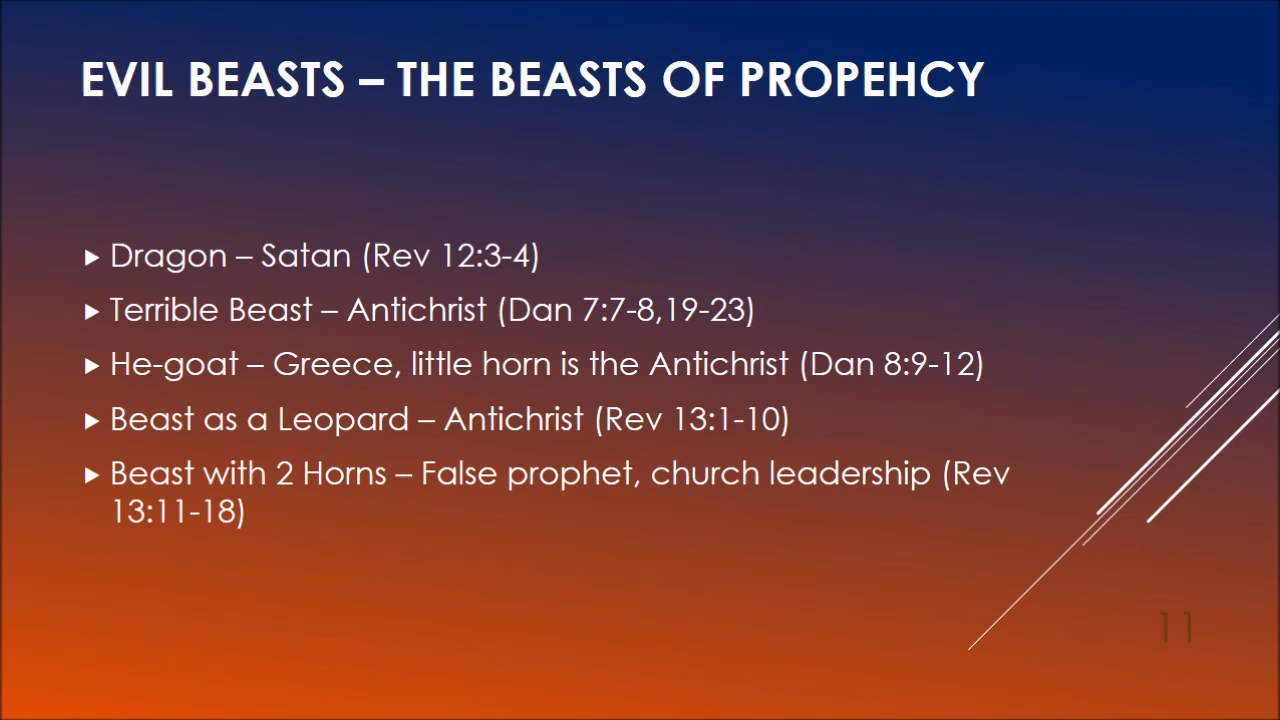 EVIL BEASTS – THE BEASTS OF PROPEHCY
Dragon – Satan (Rev 12:3-4)
Terrible Beast – Antichrist (Dan 7:7-8,19-23)
He-goat – Greece, little horn is the Antichrist (Dan 8:9-12)
Beast as a Leopard – Antichrist (Rev 13:1-10)
Beast with 2 Horns – False prophet, church leadership (Rev
13:11-18)
11